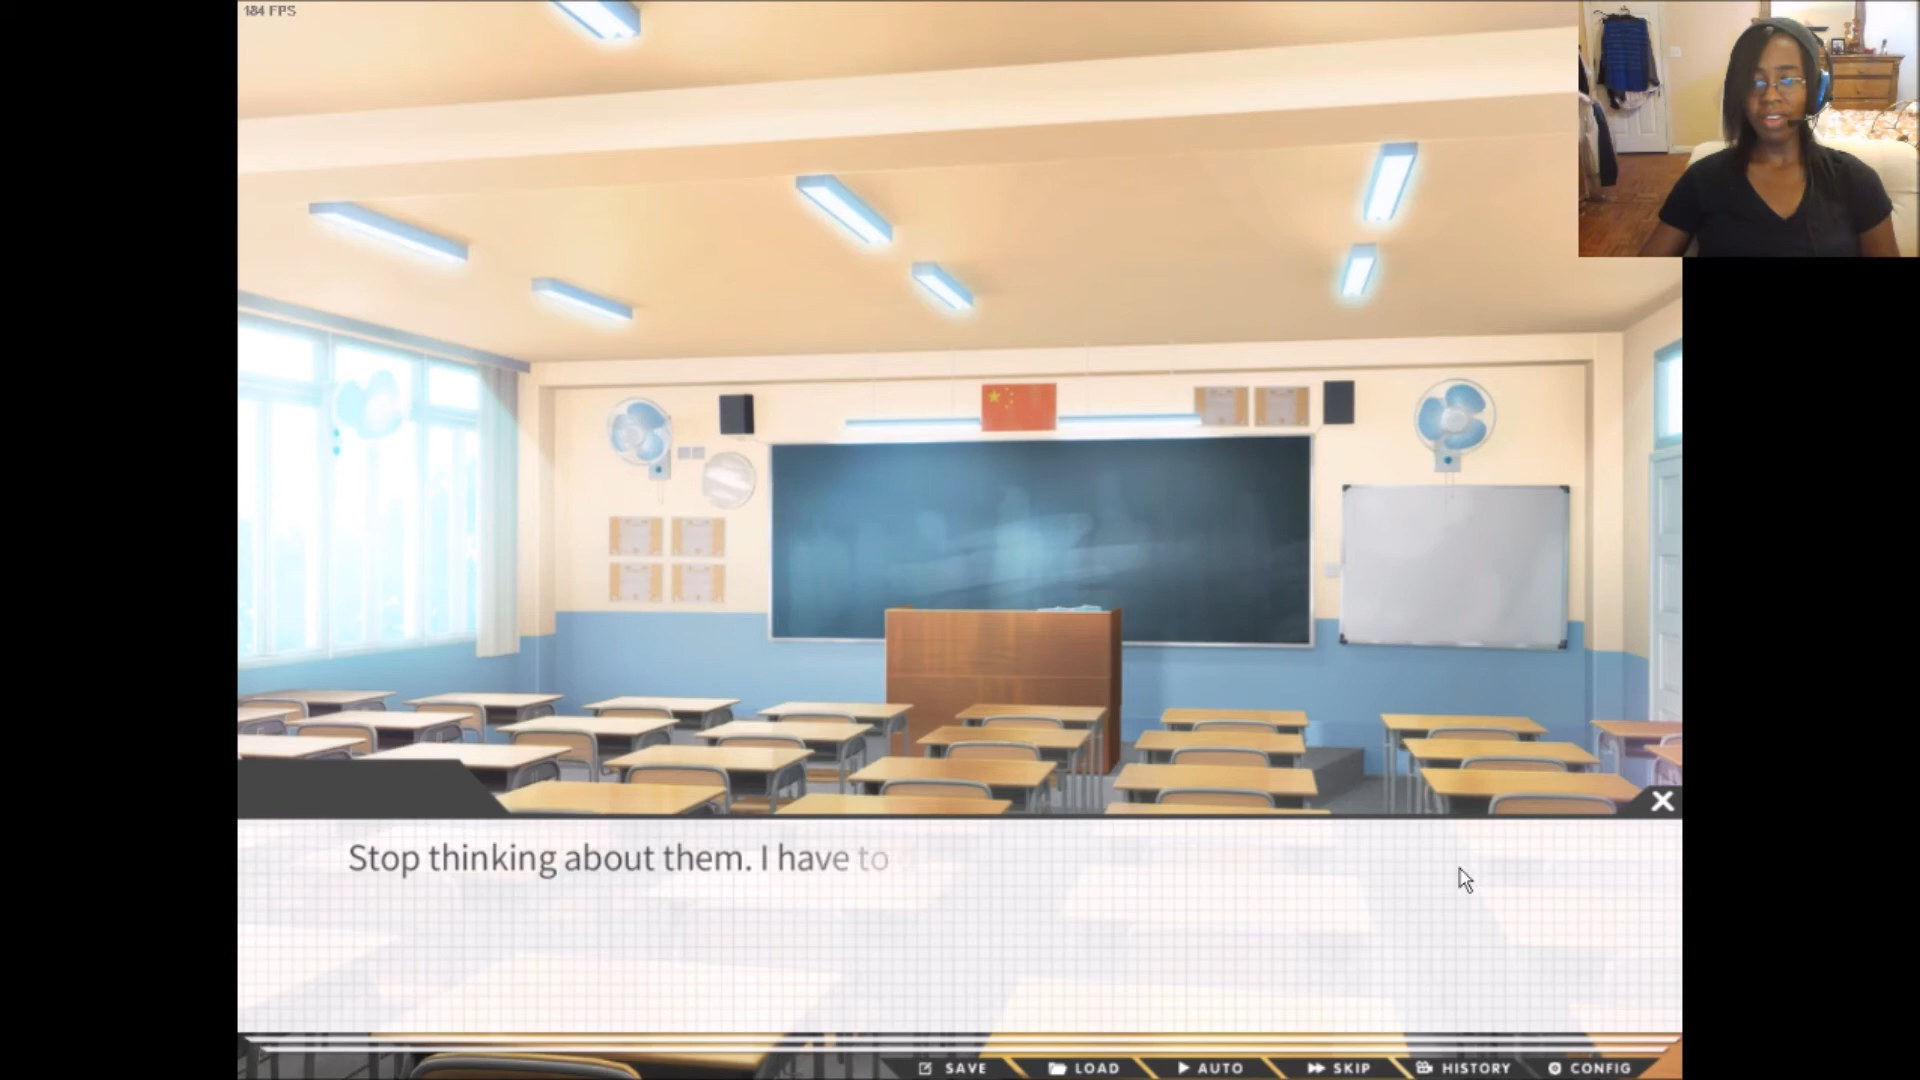 184 FPS
Stop thinking about them. I have to
SAVE
LOAD
AUTO
SKIP
HISTORY
CONFIG